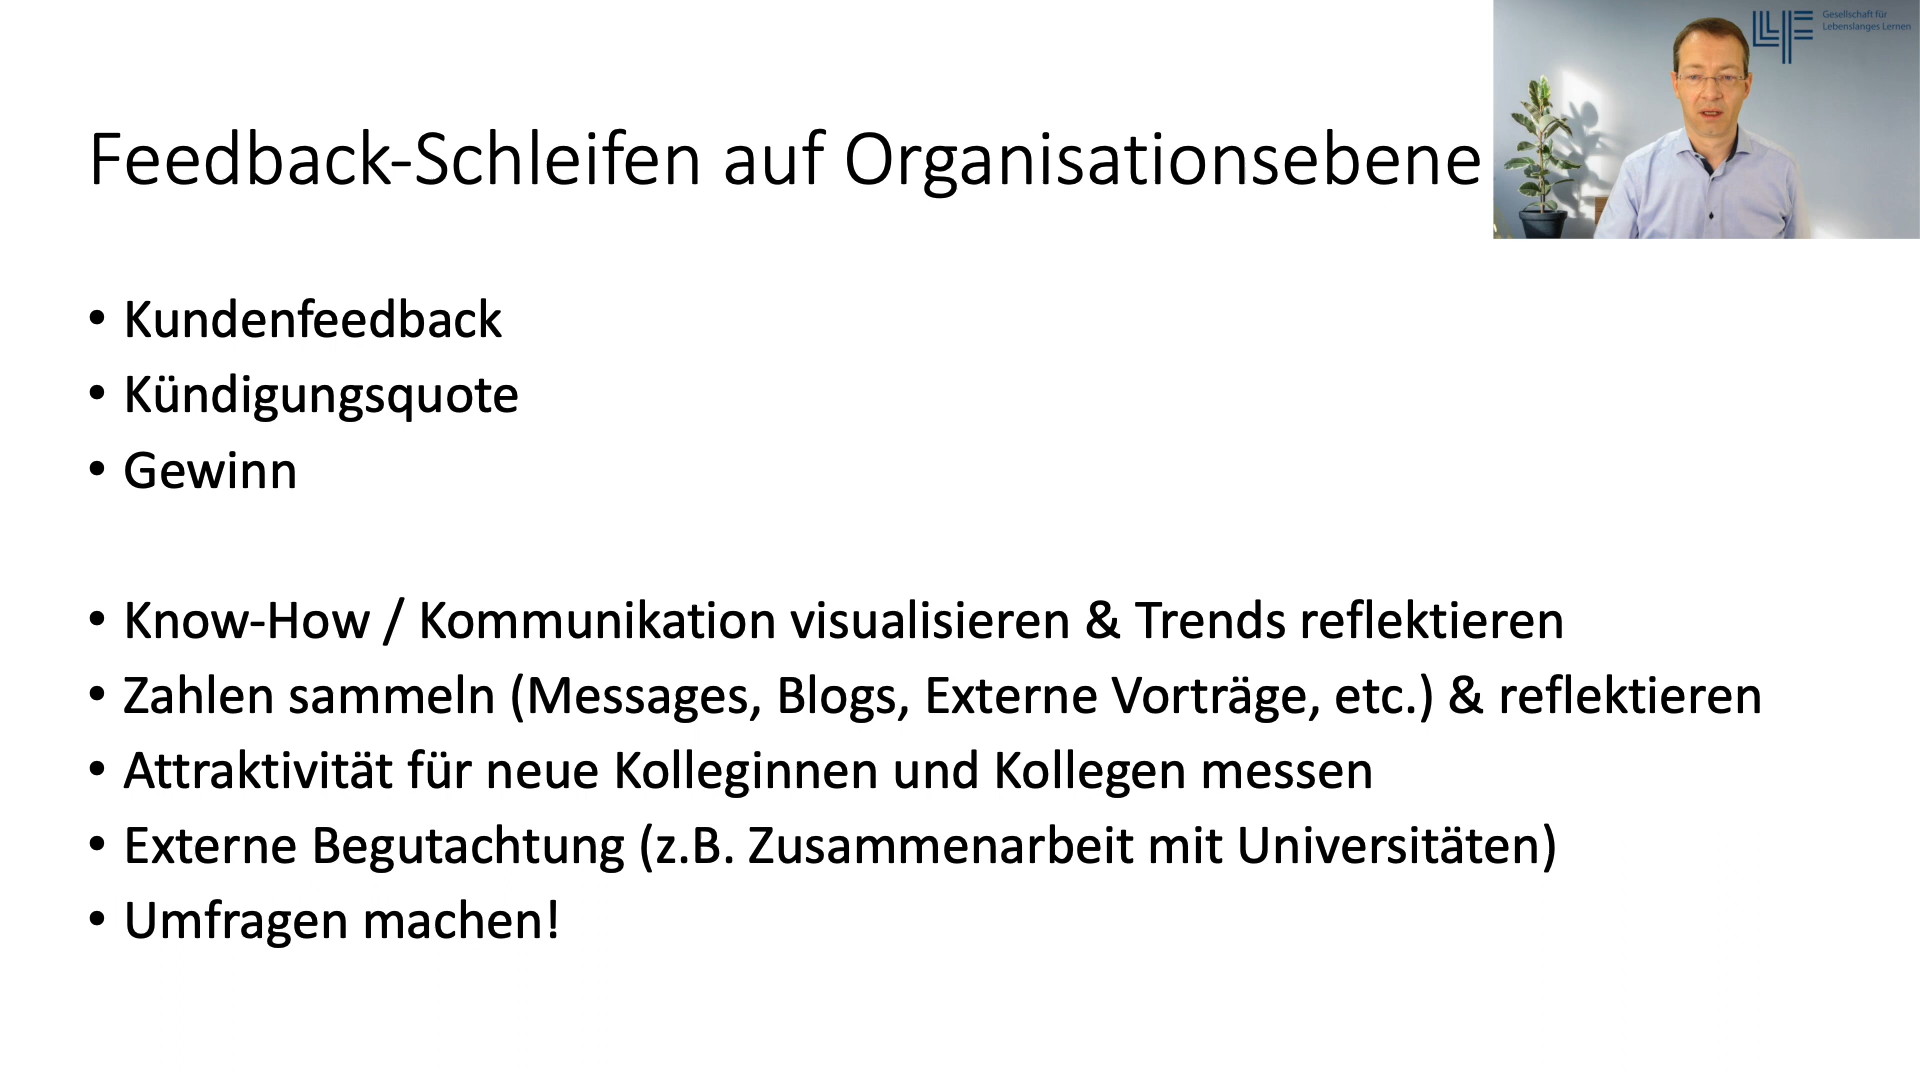 Gesellschaft für
Lebenslanges Lernen
Feedback-Schleifen auf Organisationsebene
• Kundenfeedback
• Kündigungsquote
• Gewinn
• Know-How / Kommunikation visualisieren & Trends reflektieren
• Zahlen sammeln (Messages, Blogs, Externe Vorträge, etc.) & reflektieren
• Attraktivität für neue Kolleginnen und Kollegen messen
• Externe Begutachtung (z.B. Zusammenarbeit mit Universitäten)
• Umfragen machen!